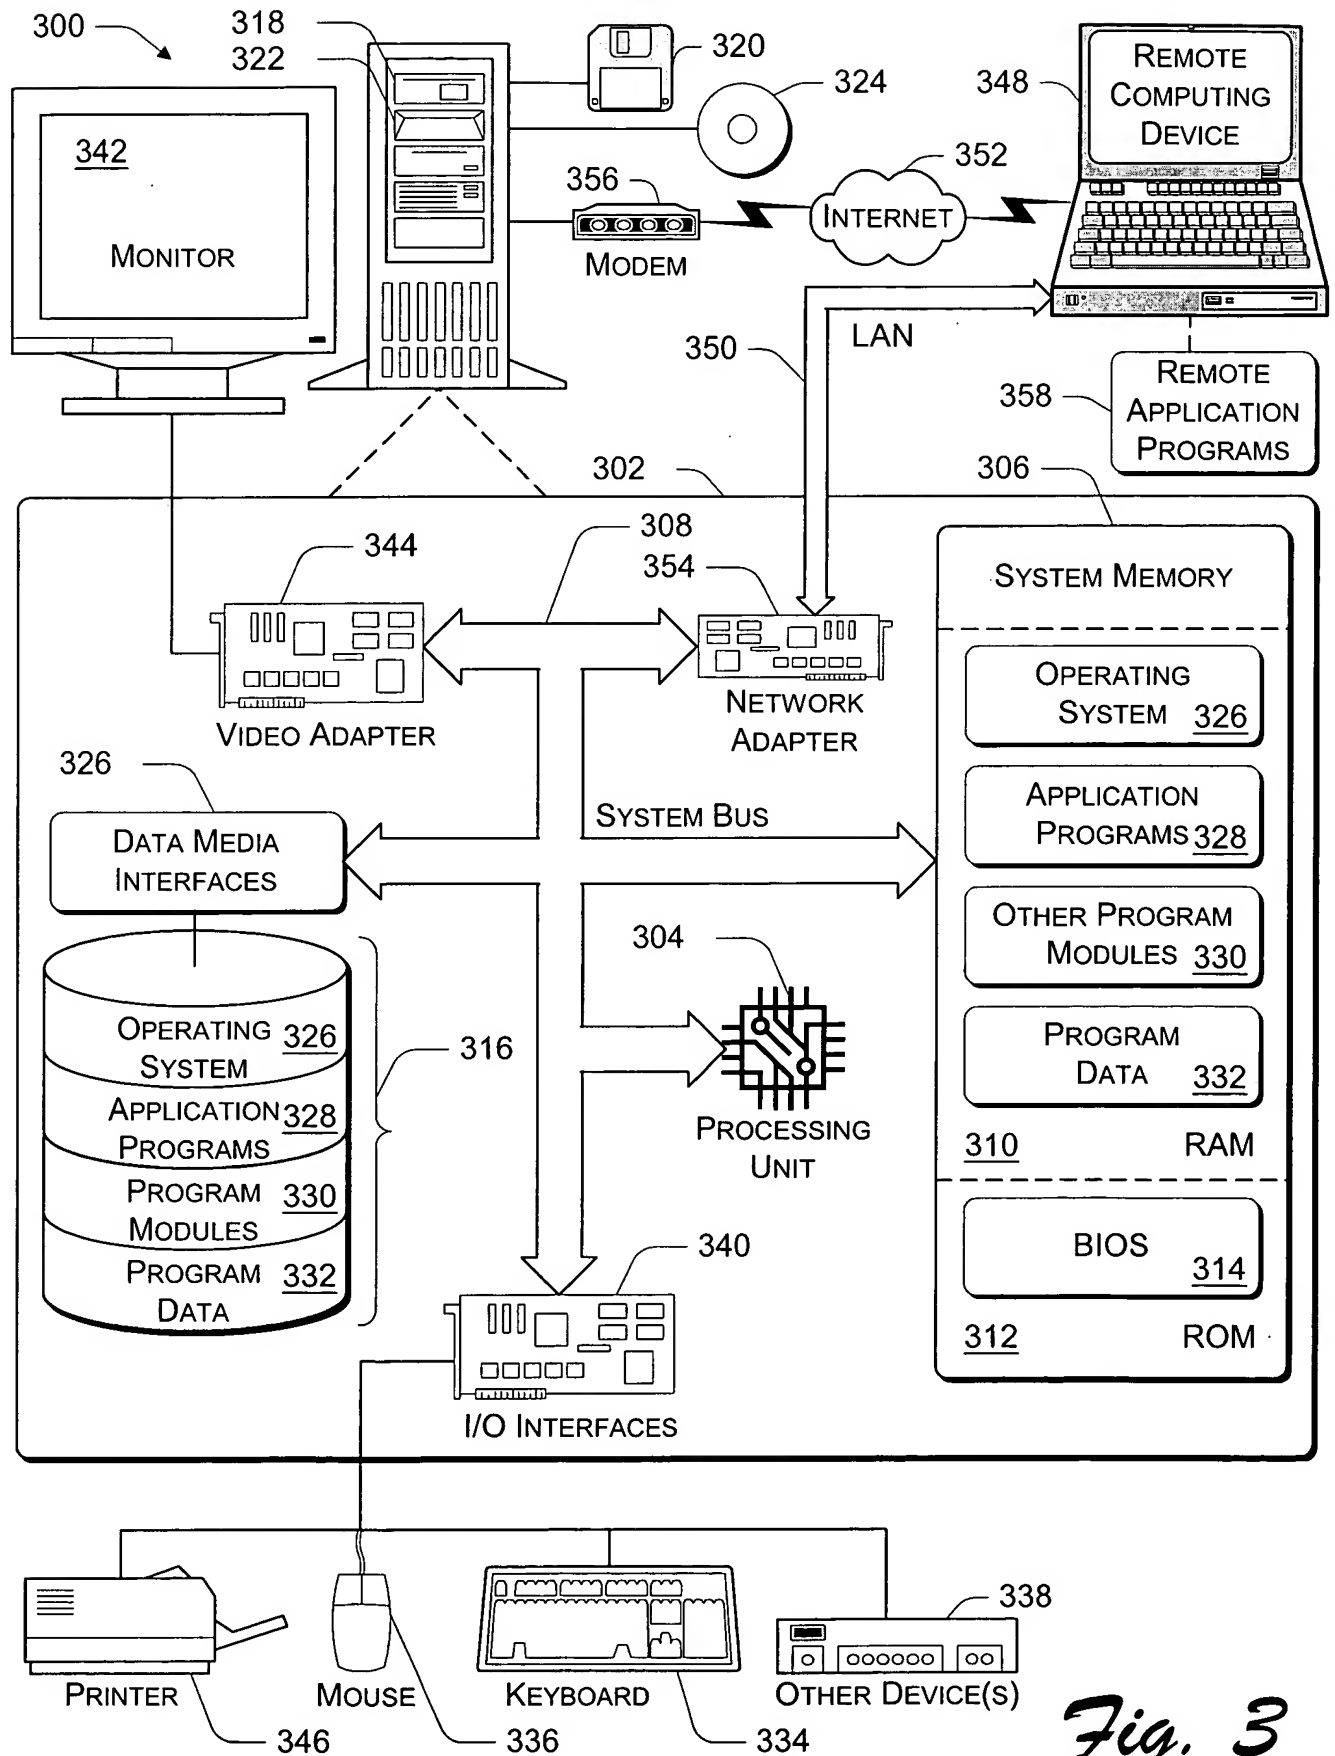 300
318
322
320
324
348
REMOTE
COMPUTING
DEVICE
342
MONITOR
356
MODEM
352
INTERNET
LAN
350
358
REMOTE
APPLICATION
PROGRAMS
302
306
344
308
354
VIDEO ADAPTER
NETWORK
ADAPTER
SYSTEM MEMORY
OPERATING
SYSTEM 326
APPLICATION
PROGRAMS 328
OTHER PROGRAM
MODULES 330
PROGRAM
DATA 332
310 RAM
BIOS
314
312 ROM
326
DATA MEDIA
INTERFACES
SYSTEM BUS
304
PROCESSING
UNIT
OPERATING
SYSTEM 326
APPLICATION
PROGRAMS 328
PROGRAM
MODULES 330
PROGRAM
DATA 332
316
340
I/O INTERFACES
PRINTER
346
MOUSE
336
KEYBOARD
334
338
OTHER DEVICE(S)
Fig. 3